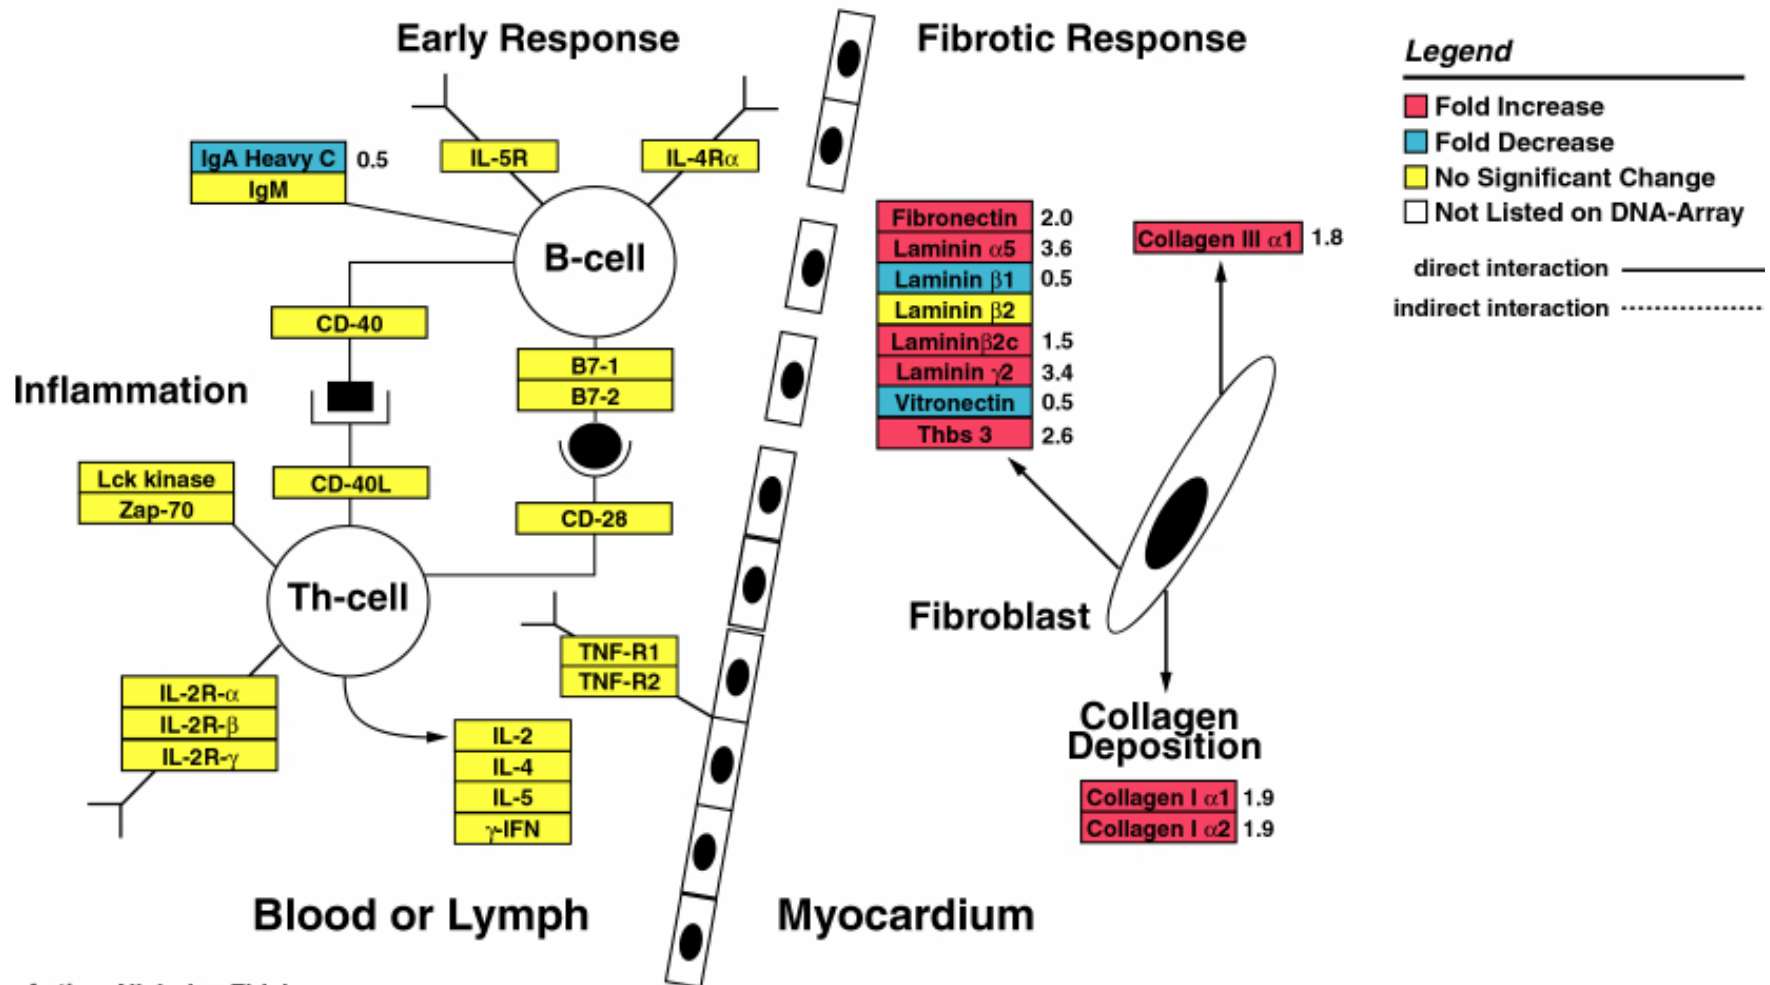 Early Response
Fibrotic Response
Legend
Fold Increase
Fold Decrease
No Significant Change
Not Listed on DNA-Array
direct interaction
indirect interaction
IgA Heavy C 0.5
IgM
IL-5R
IL-4Rα
B-cell
CD-40
B7-1
B7-2
Inflammation
Lck kinase
Zap-70
CD-40L
CD-28
Th-cell
TNF-R1
TNF-R2
IL-2R-α
IL-2R-β
IL-2R-γ
IL-2
IL-4
IL-5
γ-IFN
Blood or Lymph
Fibronectin 2.0
Laminin α5 3.6
Laminin β1 0.5
Laminin β2
Lamininβ2c 1.5
Laminin γ2 3.4
Vitronectin 0.5
Thbs 3 2.6
Collagen III α1 1.8
Fibroblast
Collagen
Deposition
Collagen I α1 1.9
Collagen I α2 1.9
Myocardium